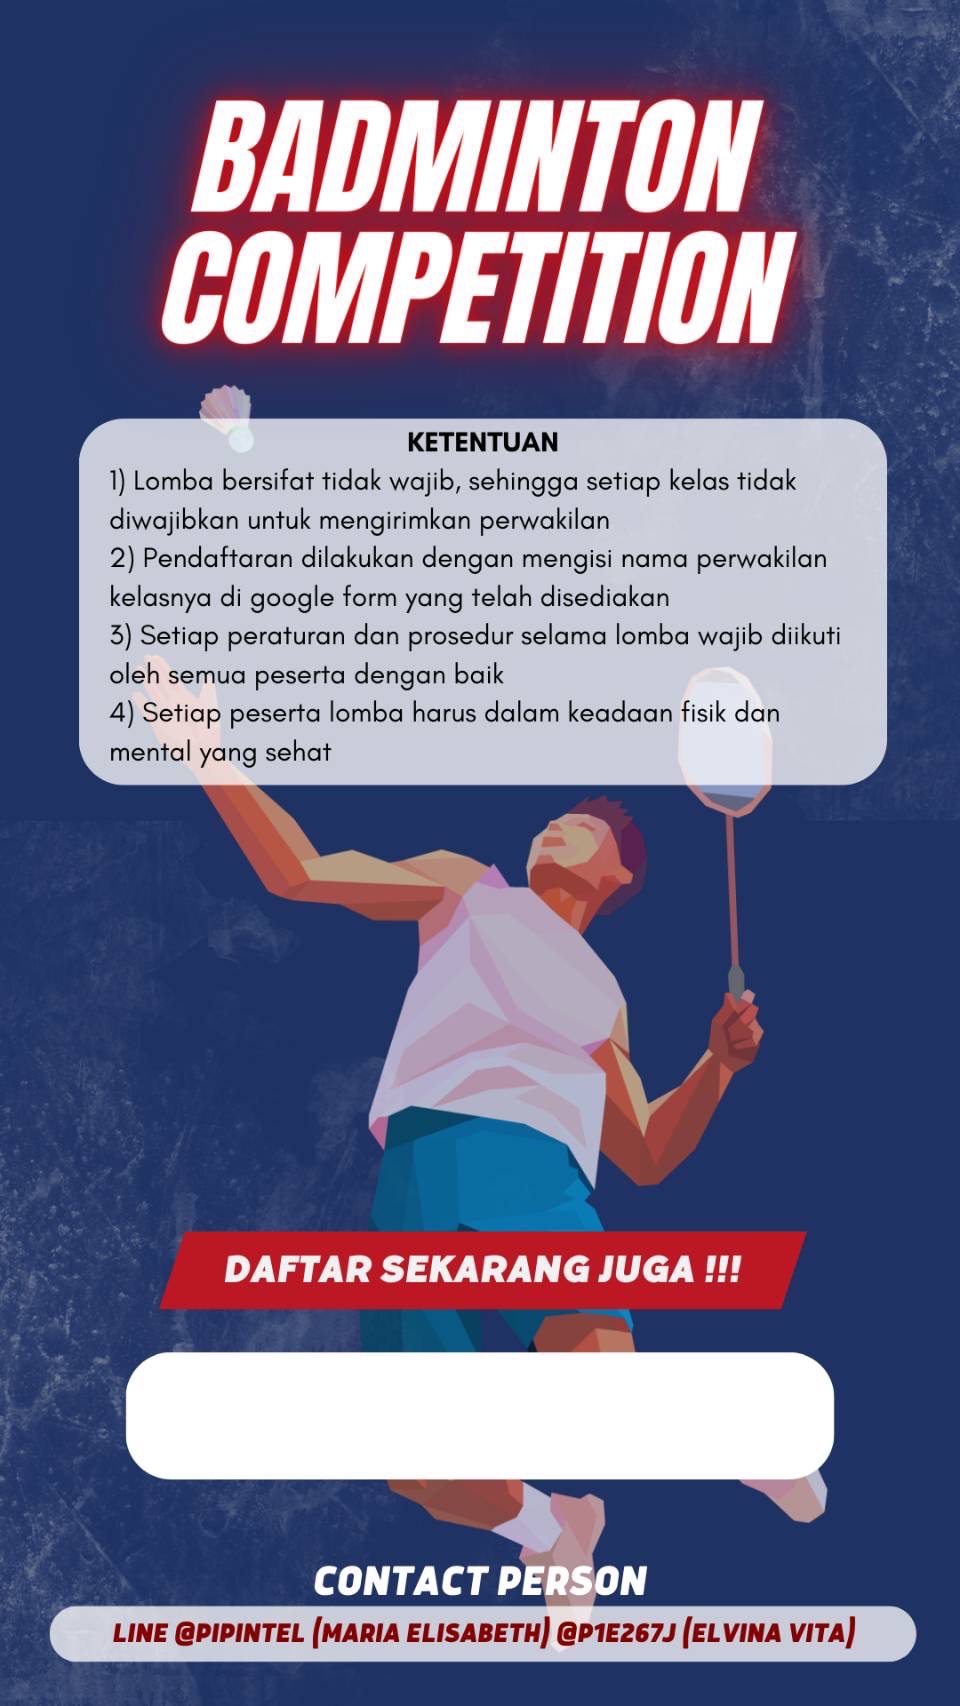 BADMINTON
COMPETITION
KETENTUAN
1) Lomba bersifat tidak wajib, sehingga setiap kelas tidak
diwajibkan untuk mengirimkan perwakilan
2) Pendaftaran dilakukan dengan mengisi nama perwakilan
kelasnya di google form yang telah disediakan
3) Setiap peraturan dan prosedur selama lomba wajib diikuti
oleh semua peserta dengan baik
4) Setiap peserta lomba harus dalam keadaan fisik dan
mental yang sehat
DAFTAR SEKARANG JUGA !!!
CONTACT PERSON
LINE @PIPINTEL (MARIA ELISABETH) @P1E267J (ELVINA VITA)